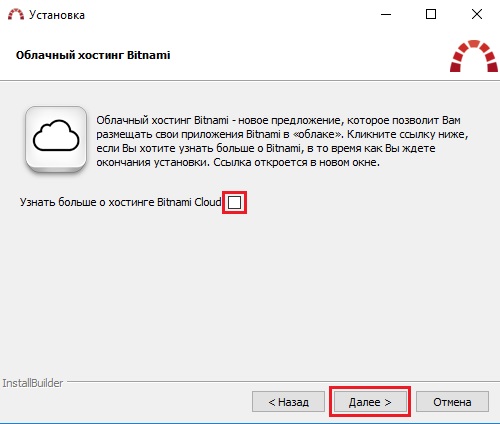 Установка
Облачный хостинг Bitnami
Облачный хостинг Bitnami - новое предложение, которое позволит Вам
размещать свои приложения Bitnami в «облаке». Кликните ссылку ниже,
если Вы хотите узнать больше о Bitnami, в то время как Вы ждете
окончания установки. Ссылка откроется в новом окне.
Узнать больше о хостинге Bitnami Cloud
InstallBuilder
< Назад
Далее >
Отмена